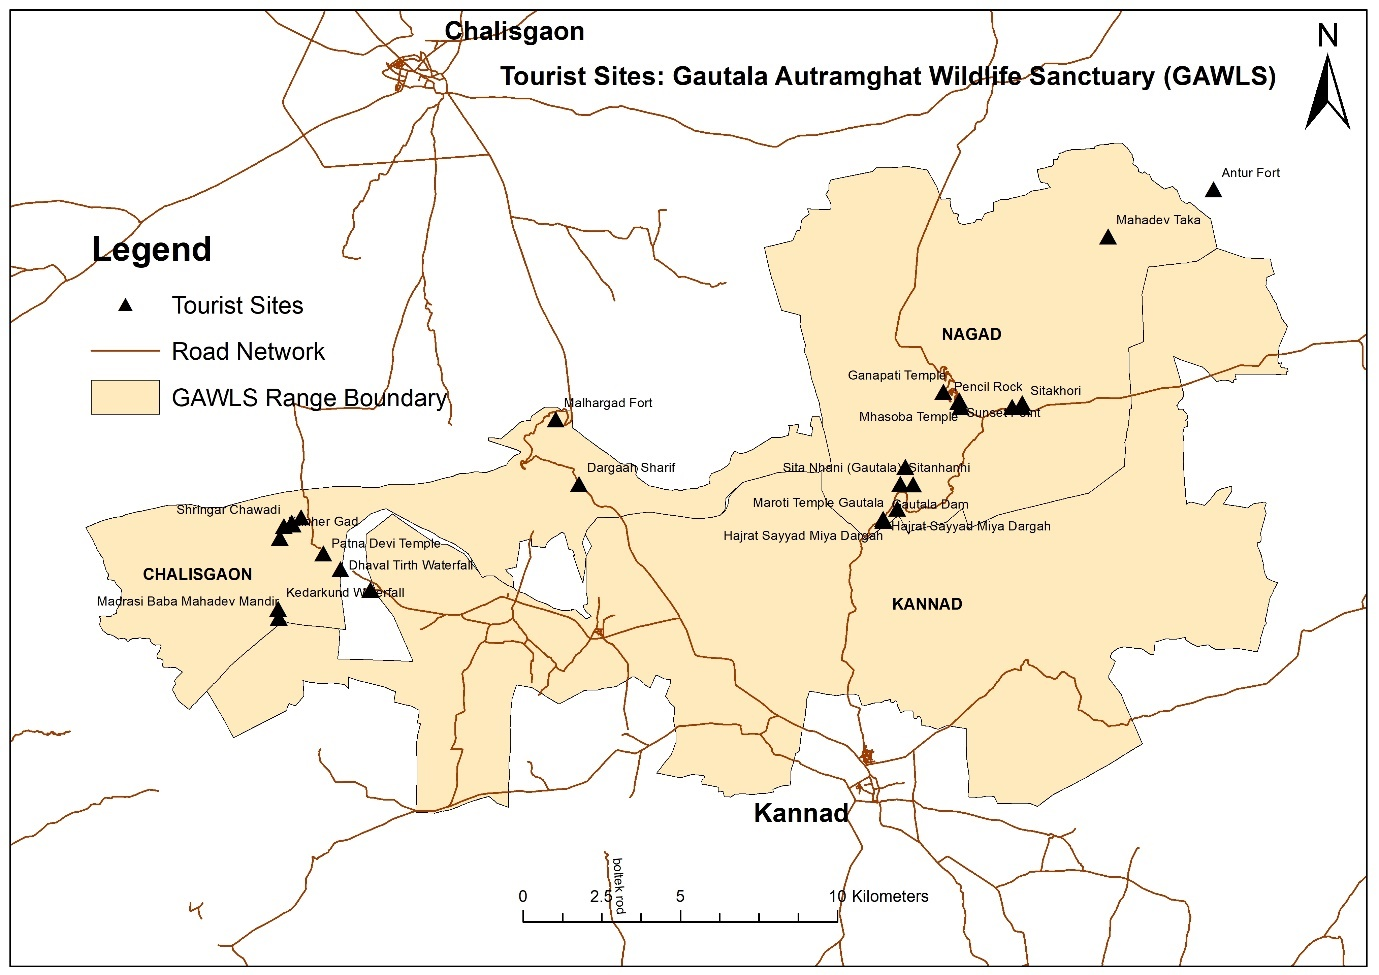 Chalisgaon
N
Tourist Sites: Gautala Autramghat Wildlife Sanctuary (GAWLS)
Antur Fort
Mahadev Taka
Legend
Tourist Sites
Road Network
GAWLS Range Boundary
NAGAD
Ganapati Temple
Pencil Rock
Sitakhori
Mhasoba Temple
Sunset Point
Malhargad Fort
Dargaah Sharif
Sita Nhani (Gautala)
Sitanhanni
Maroti Temple Gautala
Gautala Dam
Hajrat Sayyad Miya Dargah
Hajrat Sayyad Miya Dargah
Shringar Chawadi
Gad
Patna Devi Temple
Dhaval Tirth Waterfall
CHALISGAON
Kedarkund Waterfall
Madrasi Baba Mahadev Mandir
KANNAD
Kannad
boltek rod
0 2.5 5 10 Kilometers